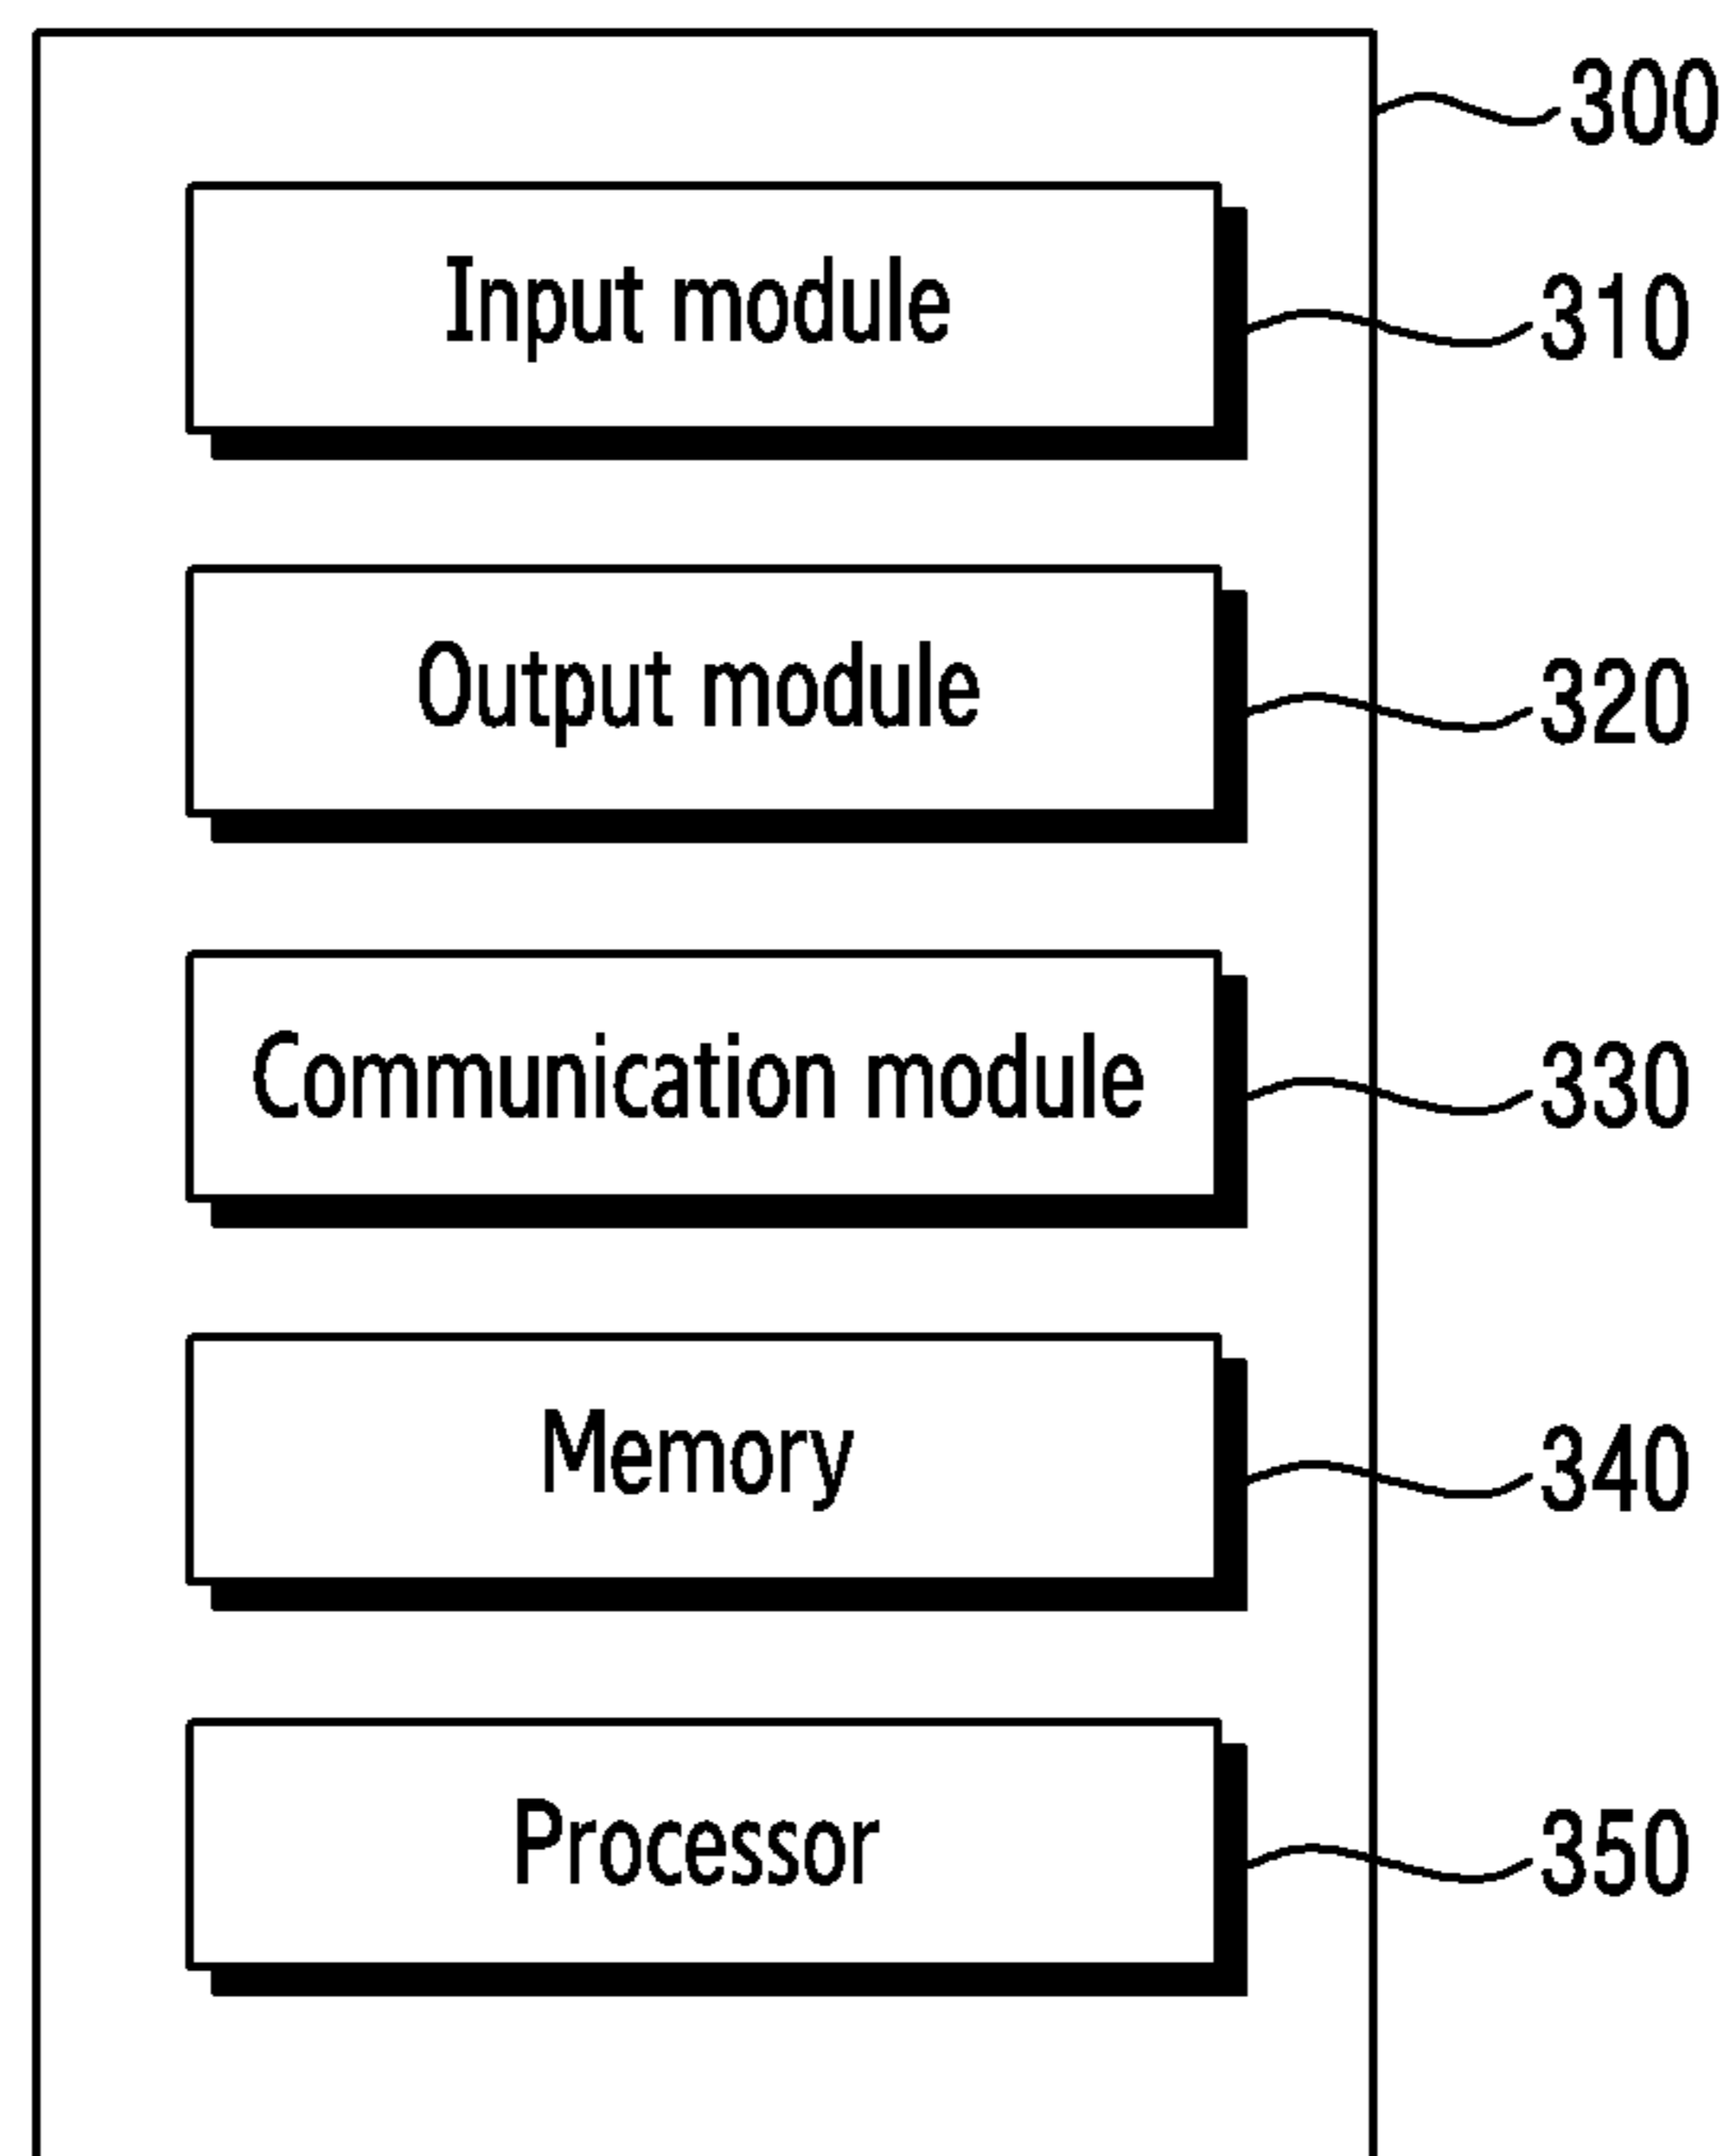 300
Input module
310
Output module
320
Communication module
330
Memory
340
Processor
350